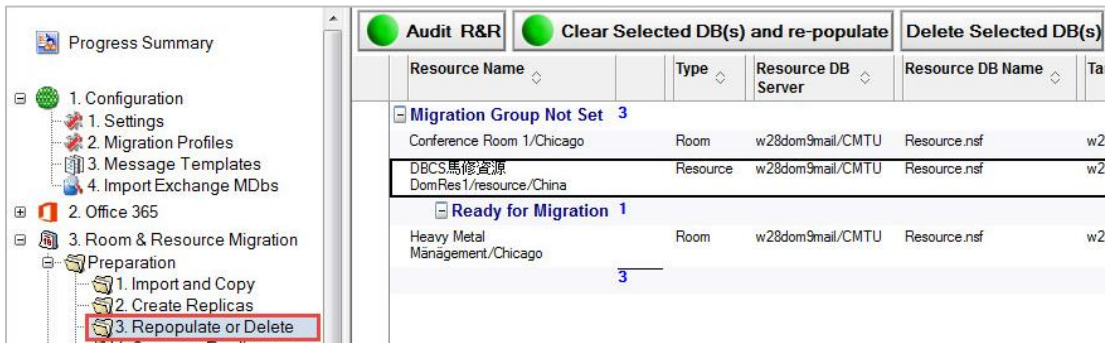 Progress Summary
1. Configuration
1. Settings
2. Migration Profiles
3. Message Templates
4. Import Exchange MDbs
2. Office 365
3. Room & Resource Migration
Preparation
1. Import and Copy
2. Create Replicas
3. Repopulate or Delete
Audit R&R Clear Selected DB(s) and re-populate Delete Selected DB(s)
Resource Name Type Resource DB Server Resource DB Name Ta
Migration Group Not Set 3
Conference Room 1/Chicago Room w28dom9mail/CMTU Resource.nsf w2
DBCS馬修資源 Resource w28dom9mail/CMTU Resource.nsf w2
DomRes1/resource/China
Ready for Migration 1
Heavy Metal Room w28dom9mail/CMTU Resource.nsf w2
Mänägement/Chicago
3